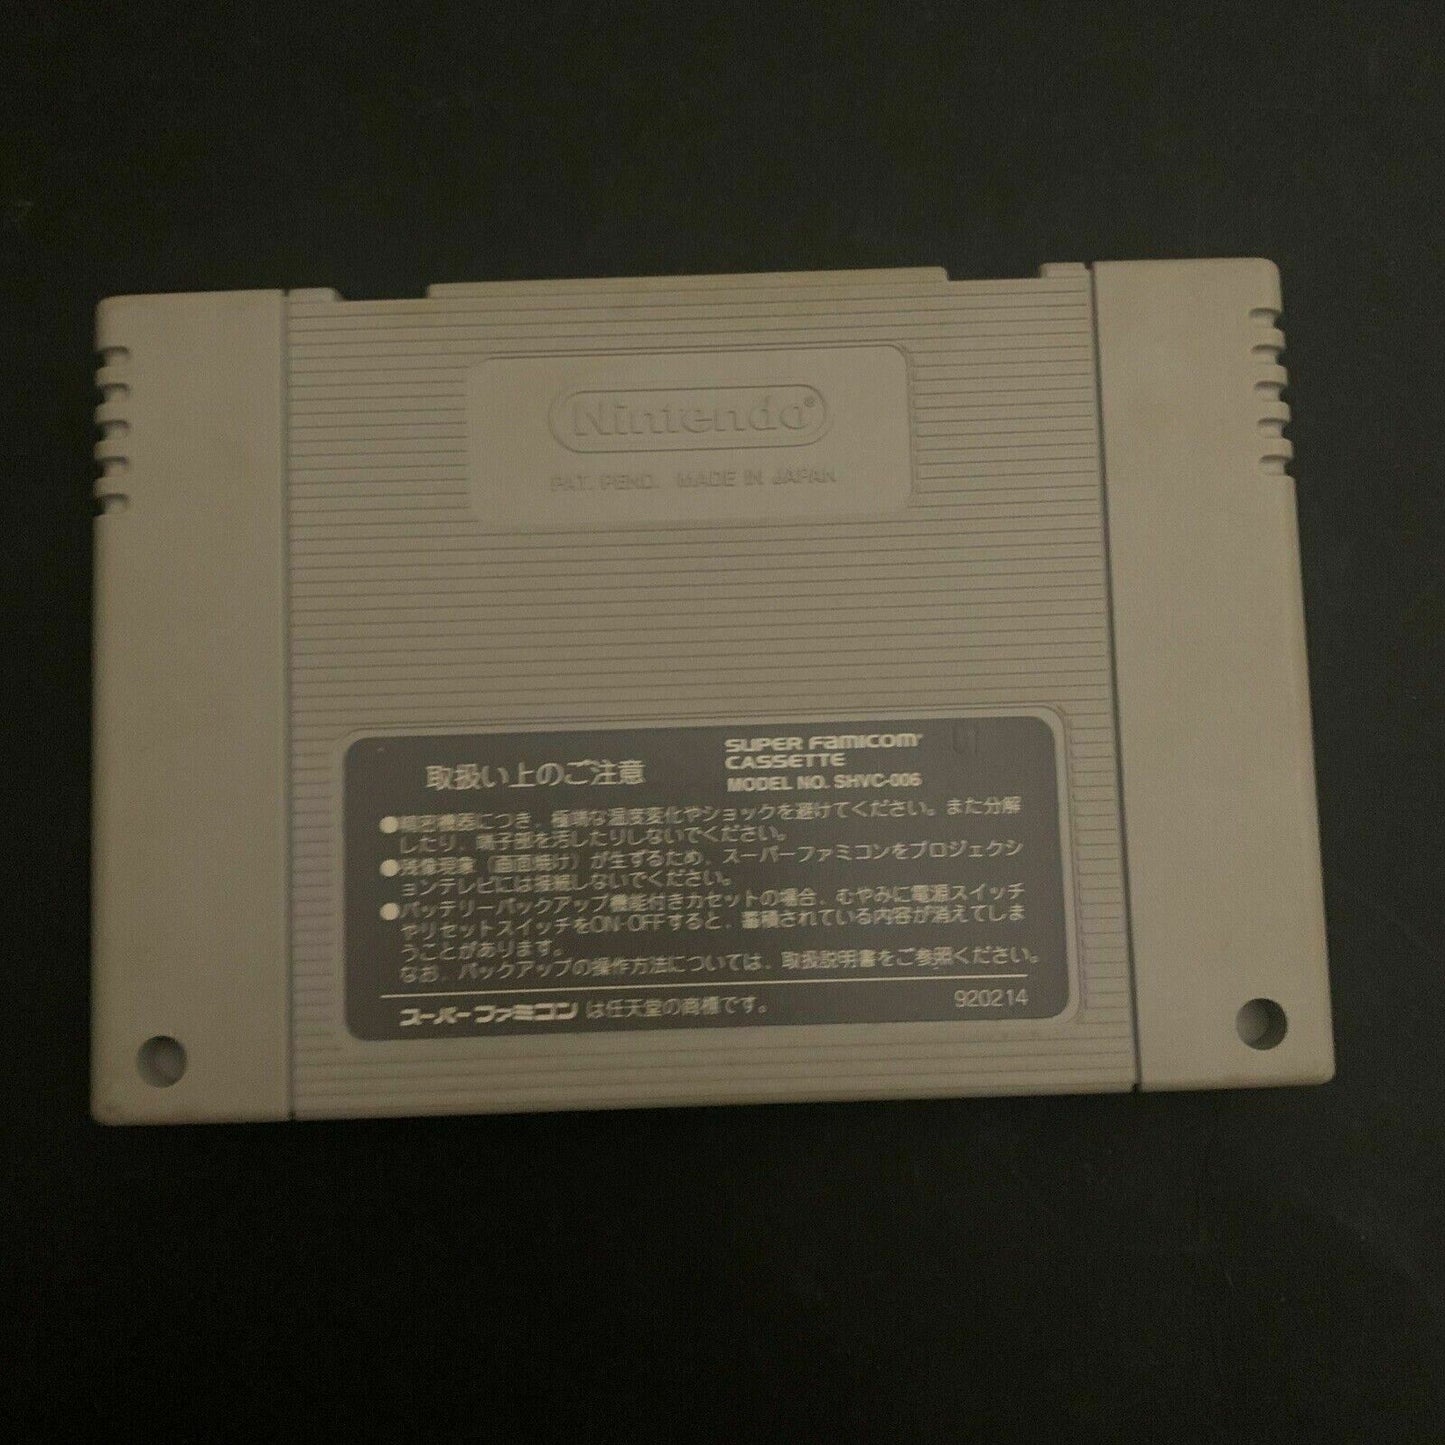 Nintendo®
PAT. PEND. MADE IN JAPAN
取扱い上のご注意
SUPER FAMICOM
CASSETTE
MODEL NO. SHVC-006
●精密機器につき、極端な温度変化やショックを避けてください。また分解
したり、端子部を汚したりしないでください。
●残像現象(画面焼け)が生ずるため、スーパーファミコンをプロジェクシ
ョンテレビには接続しないでください。
●バッテリーバックアップ機能付きカセットの場合、むやみに電源スイッチ
やリセットスイッチをON-OFFすると、蓄積されている内容が消えてしま
うことがあります。
なお、バックアップの操作方法については、取扱説明書をご参照ください。
スーパーファミコンは任天堂の商標です。
920214